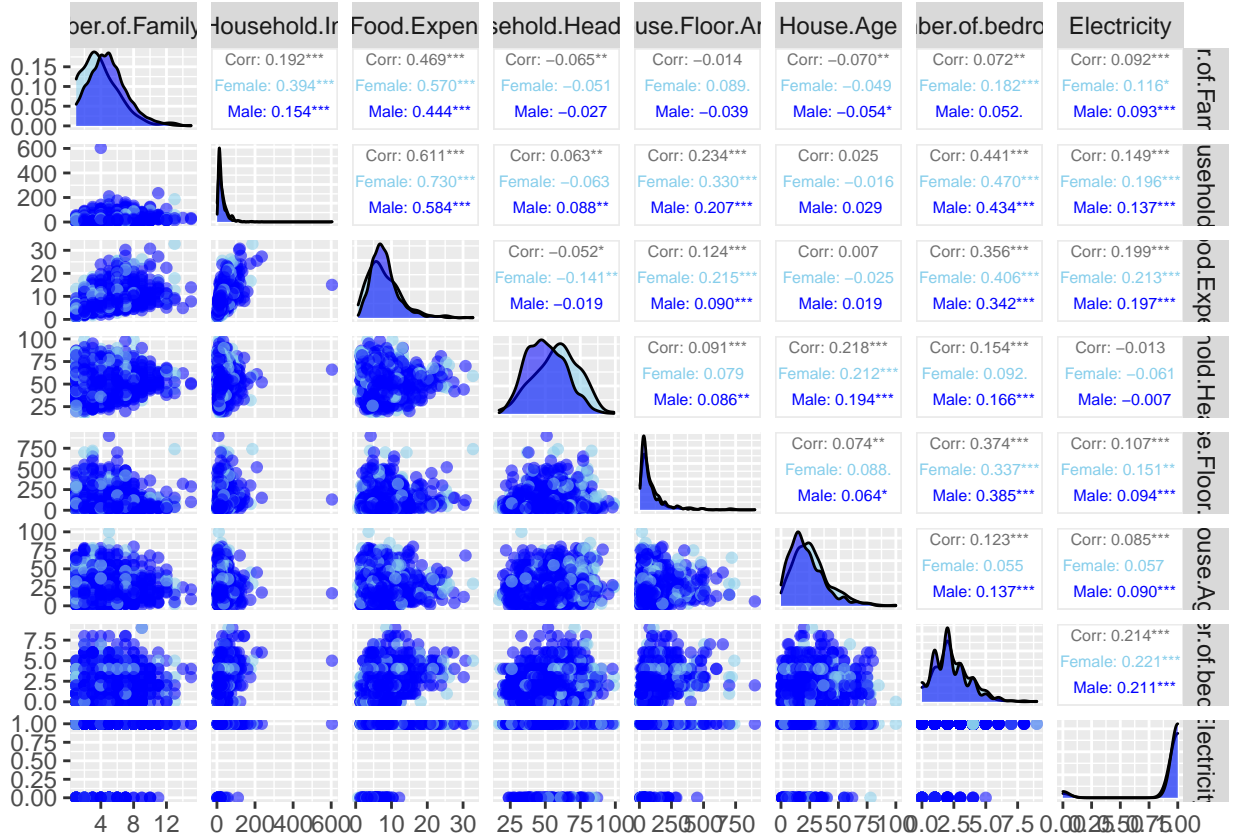 ber.of.Family Household.In Food.Expen sehold.Head use.Floor.Ar House.Age ber.of.bedro Electricity
0.15 0.10 0.05 0.00
Corr: 0.192*** Corr: 0.469*** Corr: −0.065** Corr: −0.014 Corr: −0.070** Corr: 0.072** Corr: 0.092***
Female: 0.394*** Female: 0.570*** Female: −0.051 Female: 0.089. Female: −0.049 Female: 0.182*** Female: 0.116*
Male: 0.154*** Male: 0.444*** Male: −0.027 Male: −0.039 Male: −0.054* Male: 0.052. Male: 0.093***
r.of.Fam
600 400 200 0
Corr: 0.611*** Corr: 0.063** Corr: 0.234*** Corr: 0.025 Corr: 0.441*** Corr: 0.149***
Female: 0.730*** Female: −0.063 Female: 0.330*** Female: −0.016 Female: 0.470*** Female: 0.196***
Male: 0.584*** Male: 0.088** Male: 0.207*** Male: 0.029 Male: 0.434*** Male: 0.137***
usehold
30 20 10 0
Corr: −0.052* Corr: 0.124*** Corr: 0.007 Corr: 0.356*** Corr: 0.199***
Female: −0.141** Female: 0.215*** Female: −0.025 Female: 0.406*** Female: 0.213***
Male: −0.019 Male: 0.090*** Male: 0.019 Male: 0.342*** Male: 0.197***
od.Expe
100 75 50 25
Corr: 0.091*** Corr: 0.218*** Corr: 0.154*** Corr: −0.013
Female: 0.079 Female: 0.212*** Female: 0.092. Female: −0.061
Male: 0.086** Male: 0.194*** Male: 0.166*** Male: −0.007
hold.Hea
750 500 250 0
Corr: 0.074** Corr: 0.374*** Corr: 0.107***
Female: 0.088. Female: 0.337*** Female: 0.151**
Male: 0.064* Male: 0.385*** Male: 0.094***
se.Floor.
100 75 50 25 0
Corr: 0.123*** Corr: 0.085***
Female: 0.055 Female: 0.057
Male: 0.137*** Male: 0.090***
ouse.Ag
7.5 5.0 2.5 0.0
Corr: 0.214***
Female: 0.221***
Male: 0.211***
er.of.bed
1.00 0.75 0.50 0.25 0.00
Electricity
4 8 12 0 200 400 600 0 10 20 30 25 50 75 100 0 250 500 750 0 25 50 75 100 0.0 2.5 5.0 7.5 0.00 0.25 0.50 0.75 1.00